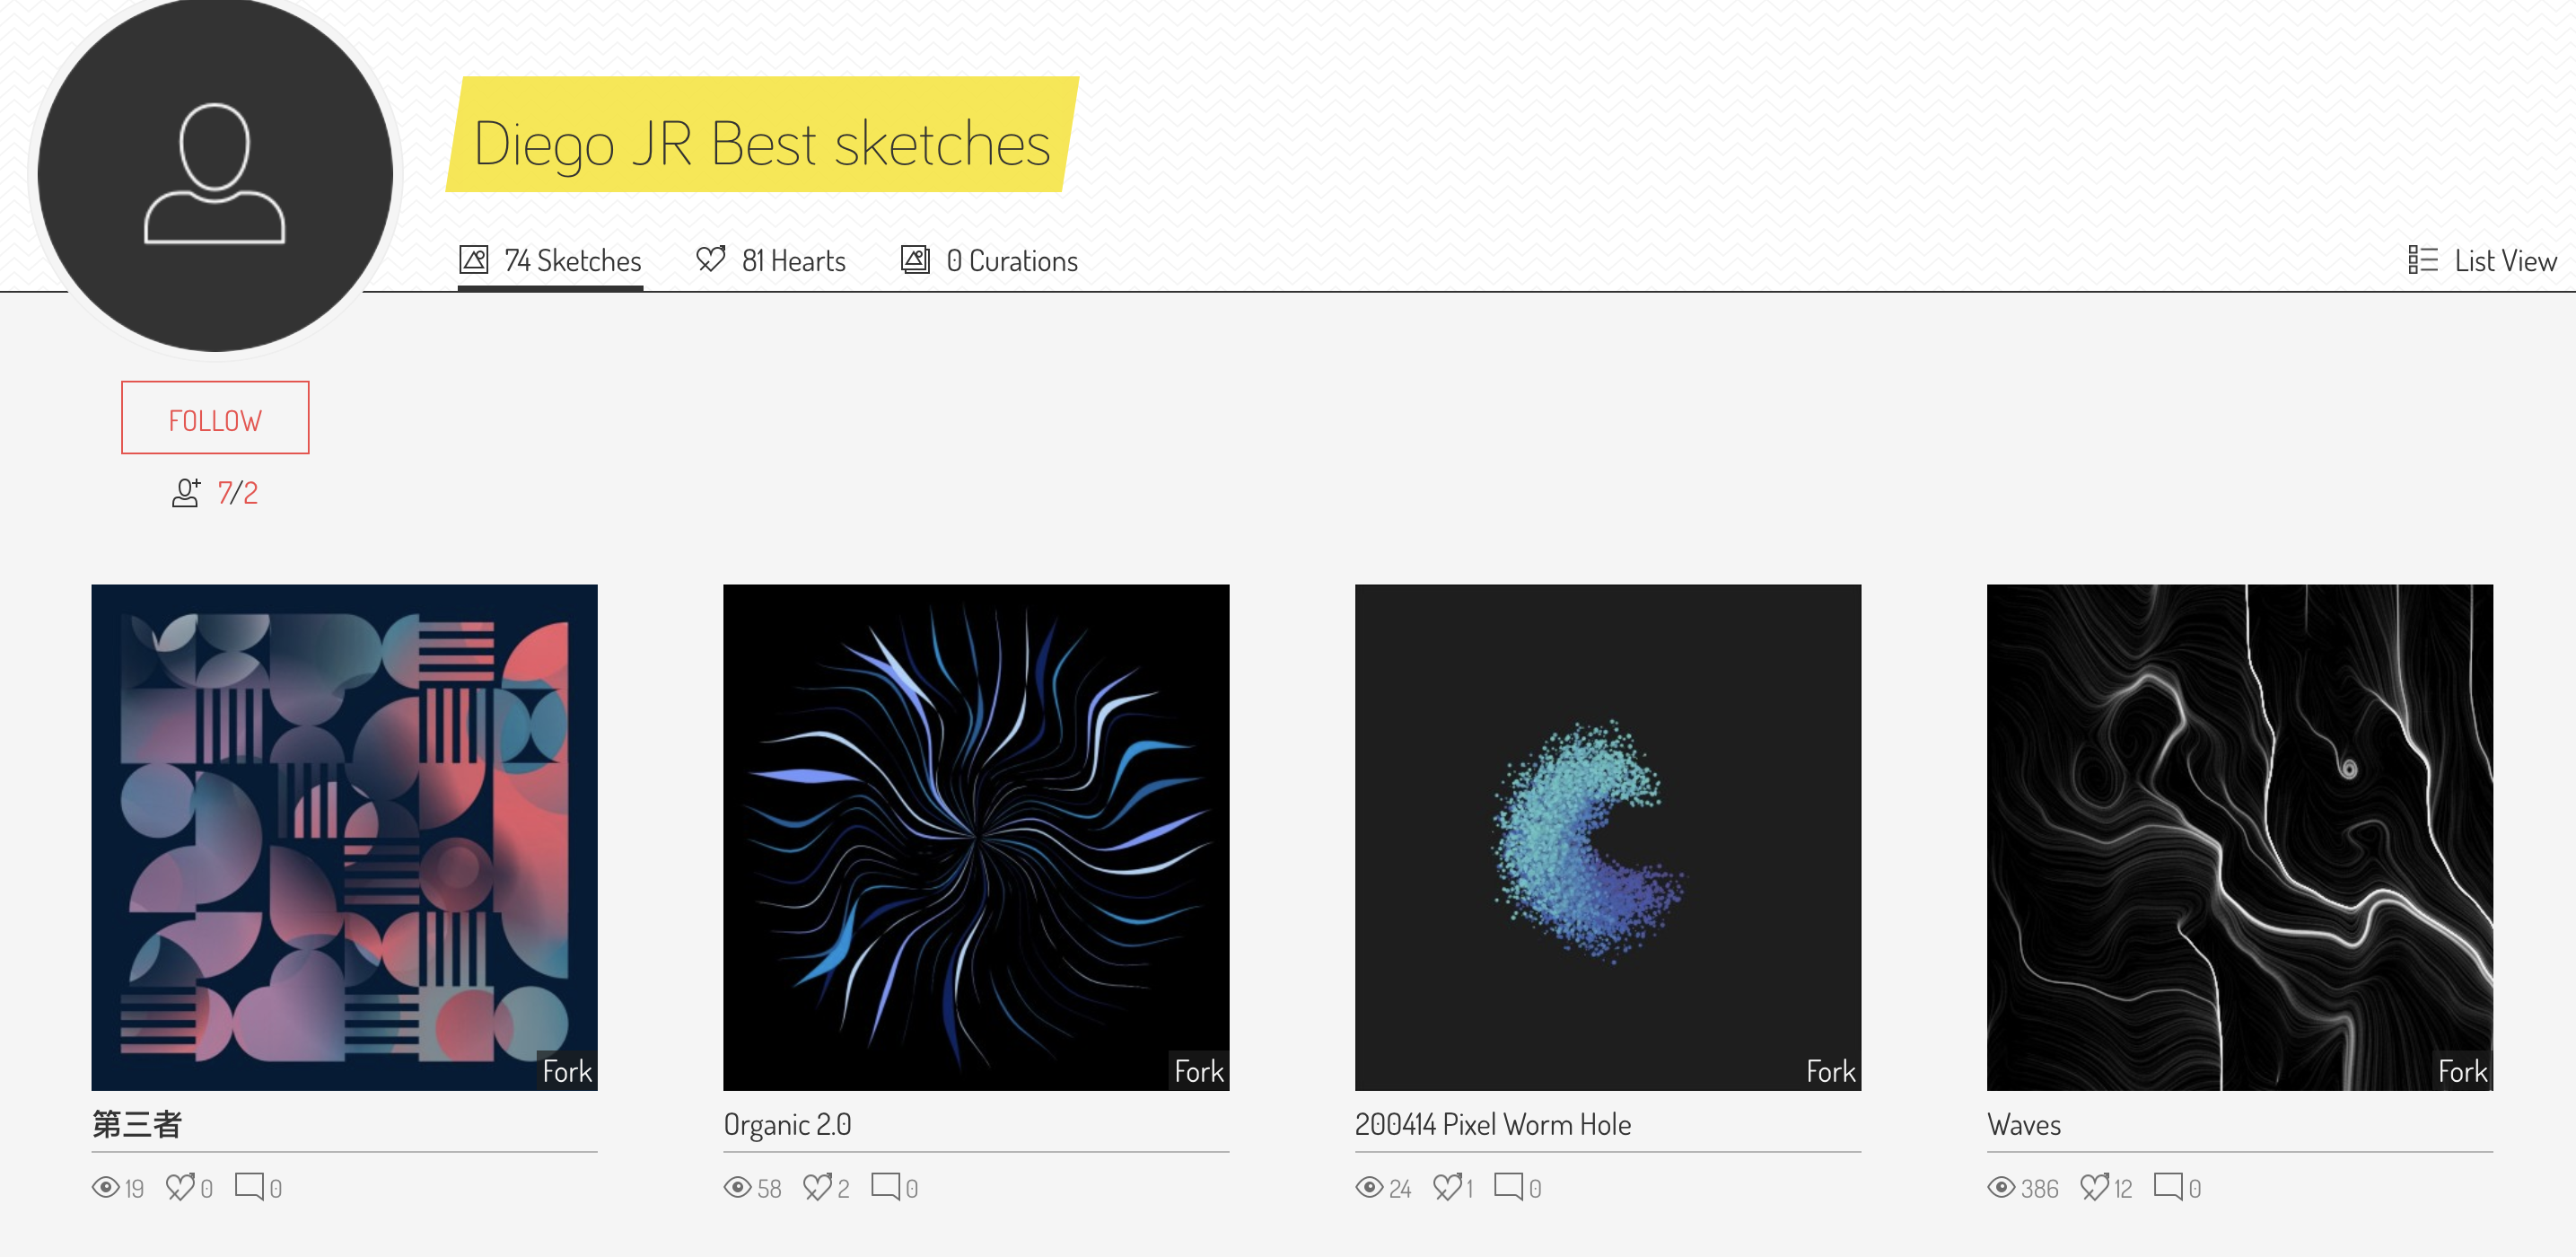 Diego JR Best sketches
74 Sketches 81 Hearts 0 Curations List View
FOLLOW
7/2
Fork Fork Fork Fork
第三者 Organic 2.0 200414 Pixel Worm Hole Waves
19 0 0 58 2 0 24 1 0 386 12 0